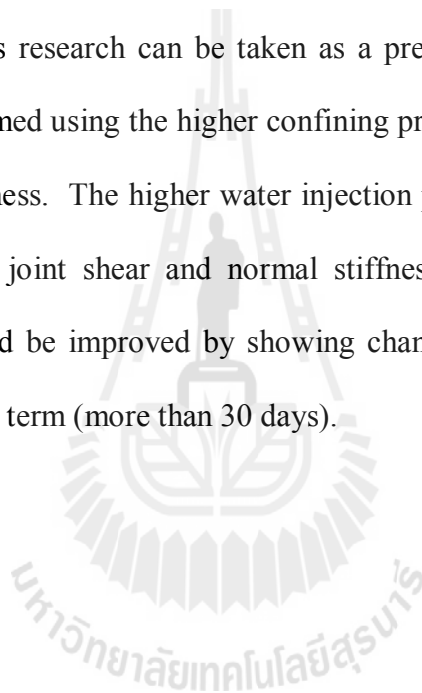 s research can be taken as a pre
med using the higher confining pr
ness. The higher water injection
joint shear and normal stiffnes
d be improved by showing chan
term (more than 30 days).
มหาวิทยาลัยเทคโนโลยีสุรนารี